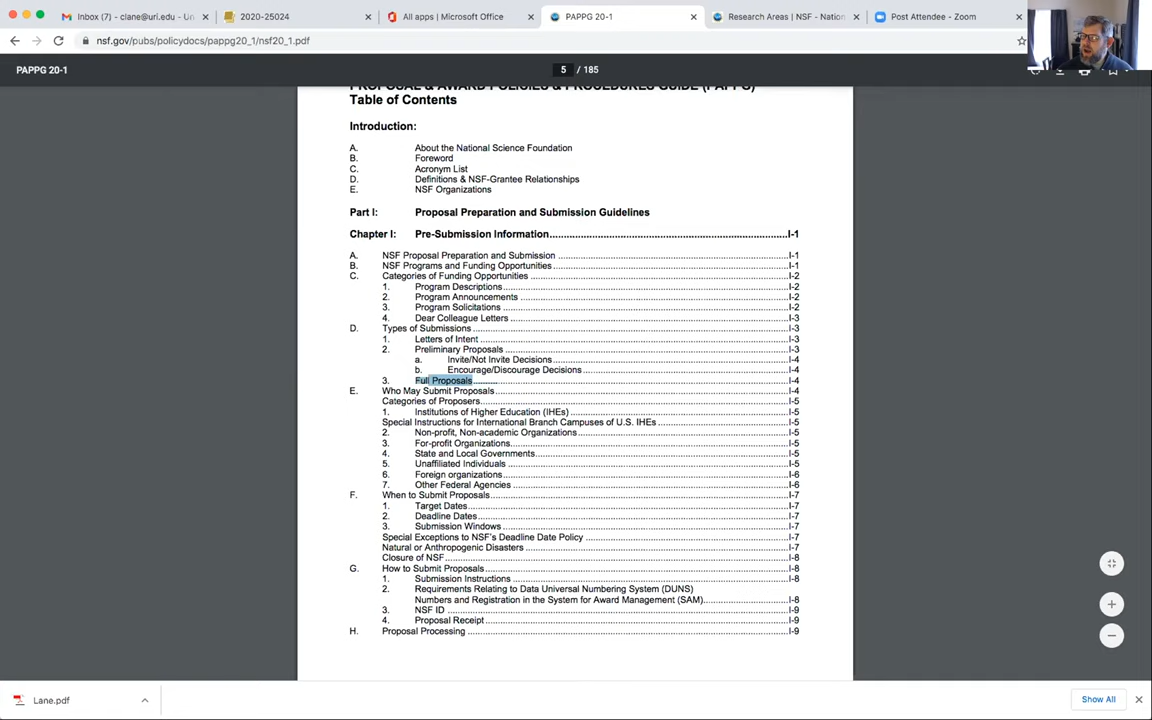 Inbox (7) - clane@uri.edu - Un
2020-25024
All apps | Microsoft Office
PAPPG 20-1
Research Areas | NSF - Nation
Post Attendee - Zoom
nsf.gov/pubs/policydocs/pappg20_1/nsf20_1.pdf
PAPPG 20-1
5 / 185
PROPOSAL & AWARD POLICIES & PROCEDURES GUIDE (PAPPG)
Table of Contents
Introduction:
A. About the National Science Foundation
B. Foreword
C. Acronym List
D. Definitions & NSF-Grantee Relationships
E. NSF Organizations
Part I: Proposal Preparation and Submission Guidelines
Chapter I: Pre-Submission Information ... I-1
A. NSF Proposal Preparation and Submission ... I-1
B. NSF Programs and Funding Opportunities ... I-1
C. Categories of Funding Opportunities ... I-2
1. Program Descriptions ... I-2
2. Program Announcements ... I-2
3. Program Solicitations ... I-2
4. Dear Colleague Letters ... I-3
D. Types of Submissions ... I-3
1. Letters of Intent ... I-3
2. Preliminary Proposals ... I-3
a. Invite/Not Invite Decisions ... I-4
b. Encourage/Discourage Decisions ... I-4
3. Full Proposals ... I-4
E. Who May Submit Proposals ... I-4
Categories of Proposers ... I-5
1. Institutions of Higher Education (IHEs) ... I-5
Special Instructions for International Branch Campuses of U.S. IHEs ... I-5
2. Non-profit, Non-academic Organizations ... I-5
3. For-profit Organizations ... I-5
4. State and Local Governments ... I-5
5. Unaffiliated Individuals ... I-5
6. Foreign organizations ... I-6
7. Other Federal Agencies ... I-6
F. When to Submit Proposals ... I-7
1. Target Dates ... I-7
2. Deadline Dates ... I-7
3. Submission Windows ... I-7
Special Exceptions to NSF's Deadline Date Policy ... I-7
Natural or Anthropogenic Disasters ... I-7
Closure of NSF ... I-8
G. How to Submit Proposals ... I-8
1. Submission Instructions ... I-8
2. Requirements Relating to Data Universal Numbering System (DUNS)
Numbers and Registration in the System for Award Management (SAM) ... I-8
3. NSF ID ... I-9
4. Proposal Receipt ... I-9
H. Proposal Processing ... I-9
Lane.pdf
Show All